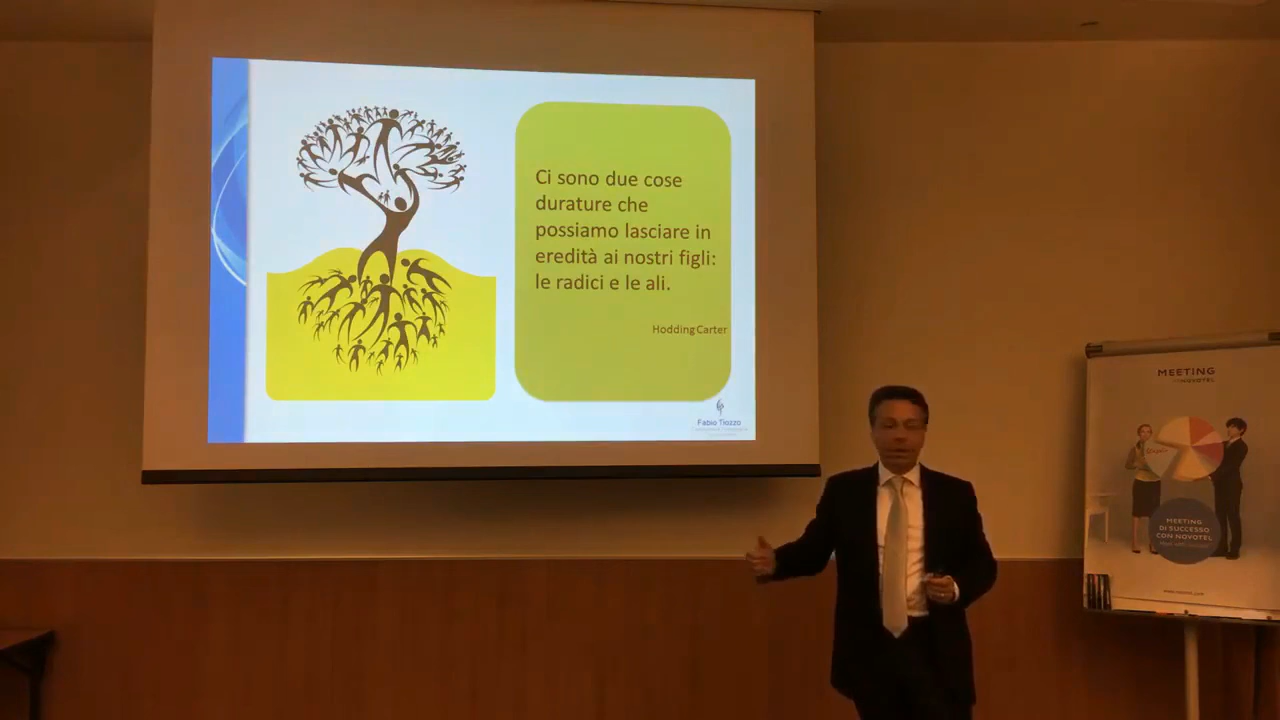 Ci sono due cose
durature che
possiamo lasciare in
eredità ai nostri figli:
le radici e le ali.
Hodding Carter
Fabio Tiozzo
MEETING
NOVOTEL
MEETING
DI SUCCESSO
CON NOVOTEL